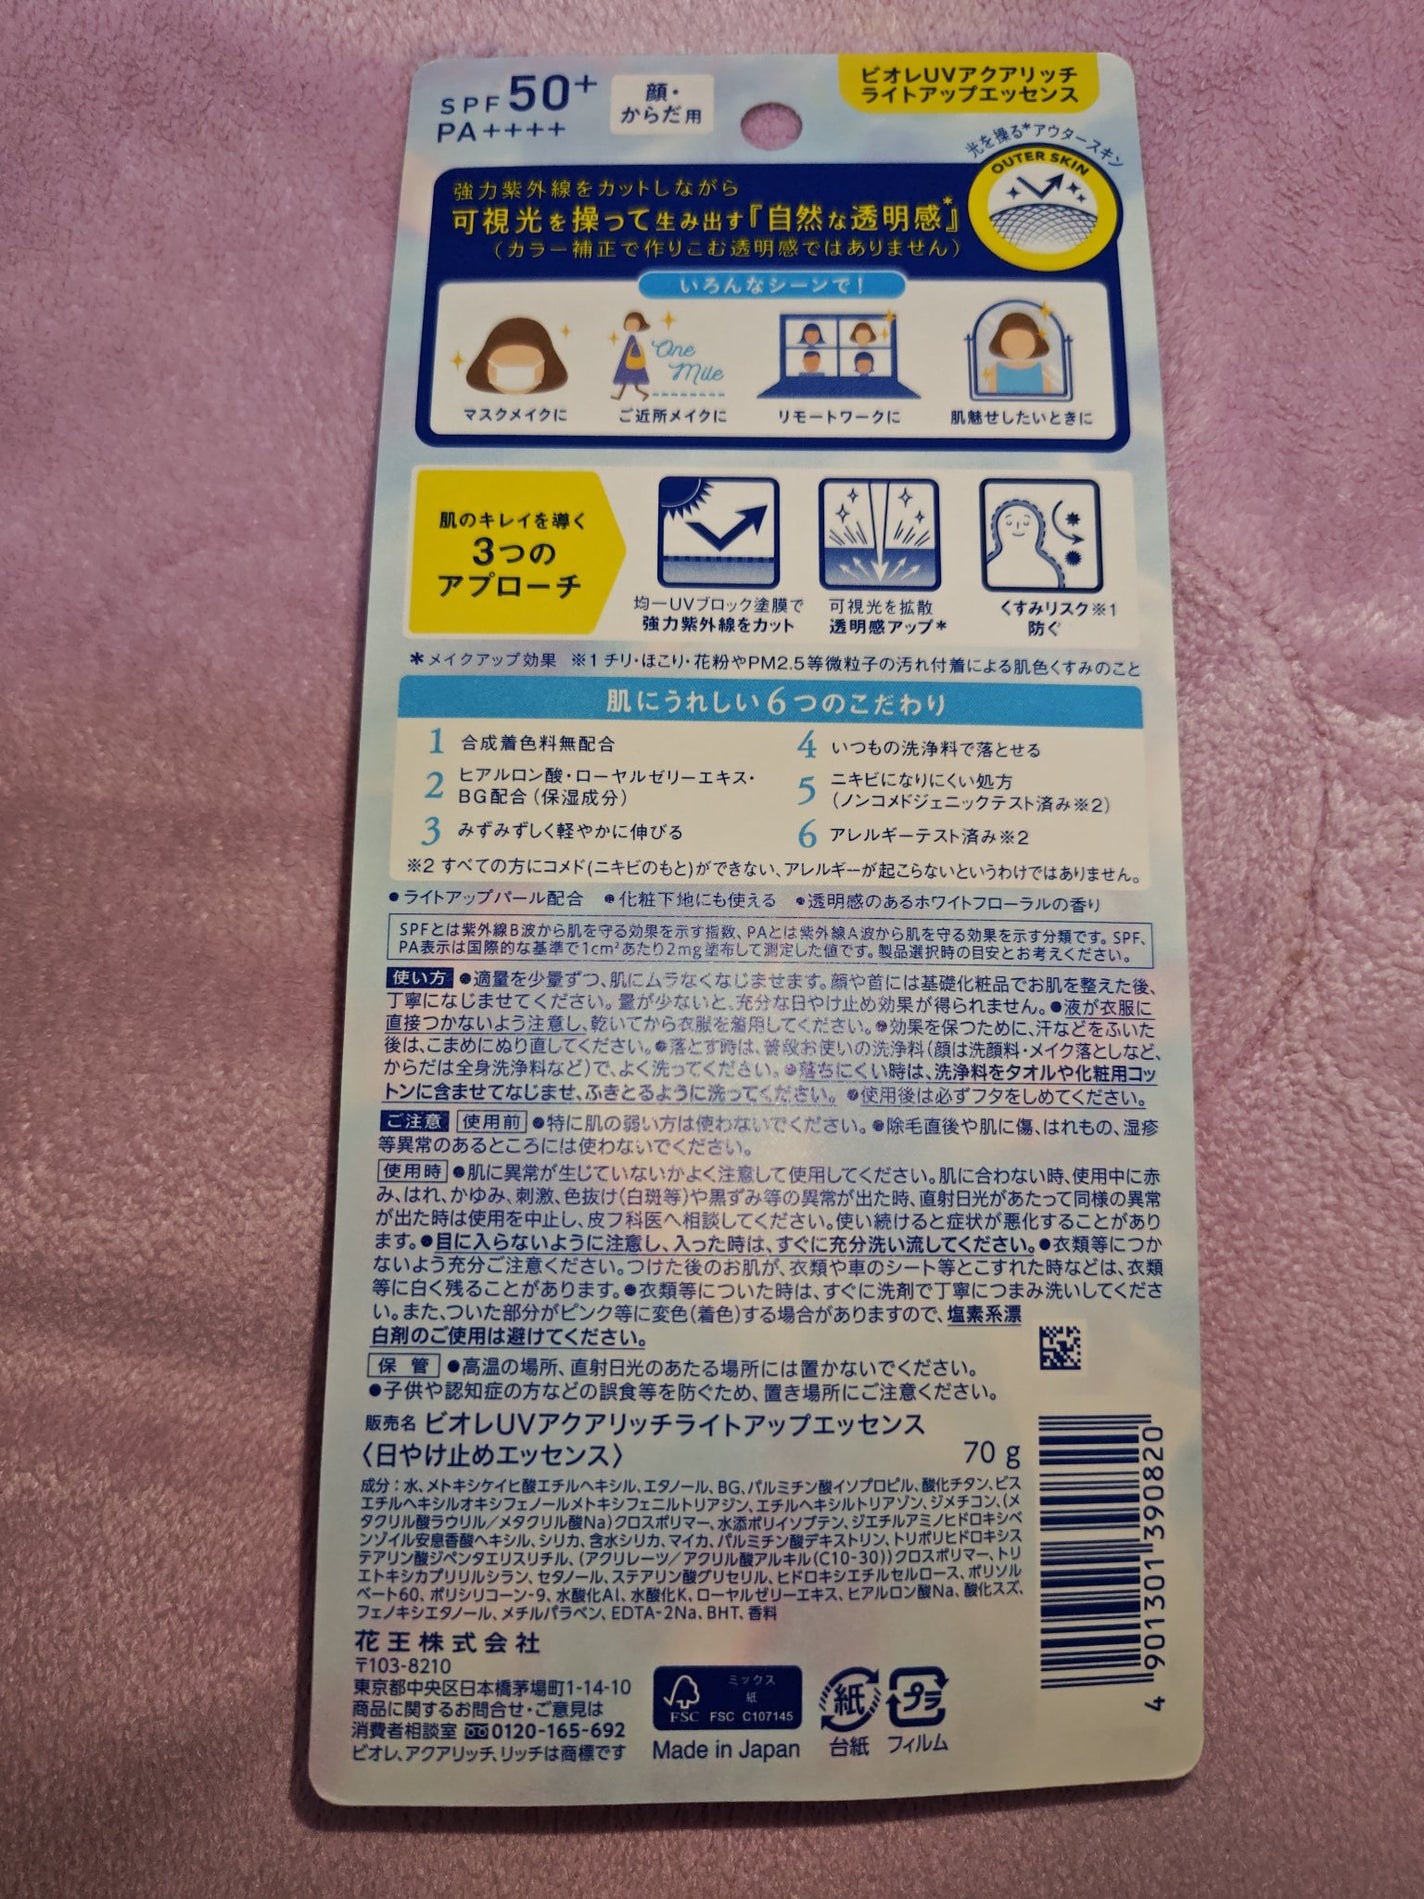 SPF50+
PA++++
顔・
からだ用
ビオレUVアクアリッチ
ライトアップエッセンス
光を操る*アウタースキン
OUTER SKIN
強力紫外線をカットしながら
可視光を操って生み出す『自然な透明感*』
(カラー補正で作りこむ透明感ではありません)
いろんなシーンで!
One
Mile
マスクメイクに
ご近所メイクに
リモートワークに
肌魅せしたいときに
肌のキレイを導く
3つの
アプローチ
均一UVブロック塗膜で
強力紫外線をカット
可視光を拡散
透明感アップ*
くすみリスク※1
防ぐ
*メイクアップ効果 ※1 チリ・ほこり・花粉やPM2.5等微粒子の汚れ付着による肌色くすみのこと
肌にうれしい6つのこだわり
1 合成着色料無配合
2 ヒアルロン酸・ローヤルゼリーエキス・
BG配合(保湿成分)
3 みずみずしく軽やかに伸びる
4 いつもの洗浄料で落とせる
5 ニキビになりにくい処方
(ノンコメドジェニックテスト済み※2)
6 アレルギーテスト済み※2
※2 すべての方にコメド(ニキビのもと)ができない、アレルギーが起こらないというわけではありません。
●ライトアップパール配合 ●化粧下地にも使える ●透明感のあるホワイトフローラルの香り
SPFとは紫外線B波から肌を守る効果を示す指数、PAとは紫外線A波から肌を守る効果を示す分類です。SPF、
PA表示は国際的な基準で1cm²あたり2mg塗布して測定した値です。製品選択時の目安とお考えください。
使い方 ●適量を少量ずつ、肌にムラなくなじませます。顔や首には基礎化粧品でお肌を整えた後、
丁寧になじませてください。量が少ないと、充分な日やけ止め効果が得られません。●液が衣服に
直接つかないよう注意し、乾いてから衣服を着用してください。●効果を保つために、汗などをふいた
後は、こまめにぬり直してください。●落とす時は、普段お使いの洗浄料(顔は洗顔料・メイク落としなど、
からだは全身洗浄料など)で、よく洗ってください。●落ちにくい時は、洗浄料をタオルや化粧用コッ
トンに含ませてなじませ、ふきとるように洗ってください。 ●使用後は必ずフタをしめてください。
ご注意 使用前 ●特に肌の弱い方は使わないでください。●除毛直後や肌に傷、はれもの、湿疹
等異常のあるところには使わないでください。
使用時 ●肌に異常が生じていないかよく注意して使用してください。肌に合わない時、使用中に赤
み、はれ、かゆみ、刺激、色抜け(白斑等)や黒ずみ等の異常が出た時、直射日光があたって同様の異常
が出た時は使用を中止し、皮フ科医へ相談してください。使い続けると症状が悪化することがあり
ます。●目に入らないように注意し、入った時は、すぐに充分洗い流してください。●衣類等につか
ないよう充分ご注意ください。つけた後のお肌が、衣類や車のシート等とこすれた時などは、衣類
等に白く残ることがあります。●衣類等についた時は、すぐに洗剤で丁寧につまみ洗いしてくださ
い。また、ついた部分がピンク等に変色(着色)する場合がありますので、塩素系漂
白剤のご使用は避けてください。
保管 ●高温の場所、直射日光のあたる場所には置かないでください。
●子供や認知症の方などの誤食等を防ぐため、置き場所にご注意ください。
販売名 ビオレUVアクアリッチライトアップエッセンス
〈日やけ止めエッセンス〉 70 g
成分:水、メトキシケイヒ酸エチルヘキシル、エタノール、BG、パルミチン酸イソプロピル、酸化チタン、ビス
エチルヘキシルオキシフェノールメトキシフェニルトリアジン、エチルヘキシルトリアゾン、ジメチコン、(メ
タクリル酸ラウリル/メタクリル酸Na)クロスポリマー、水添ポリイソブテン、ジエチルアミノヒドロキシベ
ンゾイル安息香酸ヘキシル、シリカ、含水シリカ、マイカ、パルミチン酸デキストリン、トリポリヒドロキシス
テアリン酸ジペンタエリスリチル、(アクリレーツ/アクリル酸アルキル(C10-30))クロスポリマー、トリ
エトキシカプリリルシラン、セタノール、ステアリン酸グリセリル、ヒドロキシエチルセルロース、ポリソル
ベート60、ポリシリコーン-9、水酸化Al、水酸化K、ローヤルゼリーエキス、ヒアルロン酸Na、酸化スズ、
フェノキシエタノール、メチルパラベン、EDTA-2Na、BHT、香料
花王株式会社
〒103-8210
東京都中央区日本橋茅場町1-14-10
商品に関するお問合せ・ご意見は
消費者相談室 0120-165-692
ビオレ、アクアリッチ、リッチは商標です
FSC
ミックス
紙
FSC C107145
Made in Japan
紙
台紙
プラ
フィルム
4 901301 390820